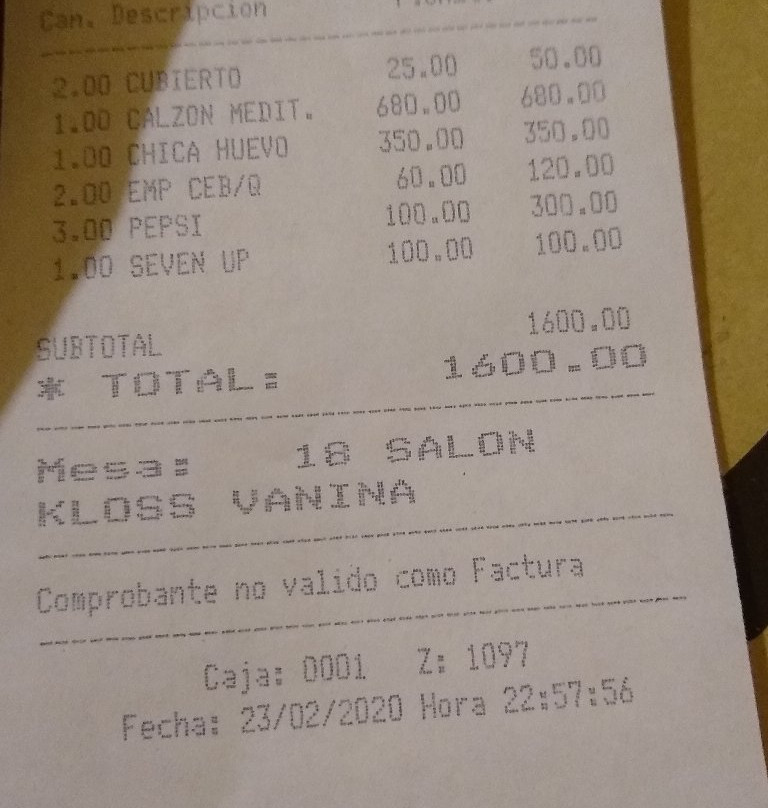 Can. Descripcion
2.00 CUBIERTO 25.00 50.00
1.00 CALZON MEDIT. 680.00 680.00
1.00 CHICA HUEVO 350.00 350.00
2.00 EMP CEB/Q 60.00 120.00
3.00 PEPSI 100.00 300.00
1.00 SEVEN UP 100.00 100.00
SUBTOTAL 1600.00
* TOTAL: 1600.00
Mesa: 18 SALON
KLOSS VANINA
Comprobante no valido como Factura
Caja: 0001 Z: 1097
Fecha: 23/02/2020 Hora 22:57:56